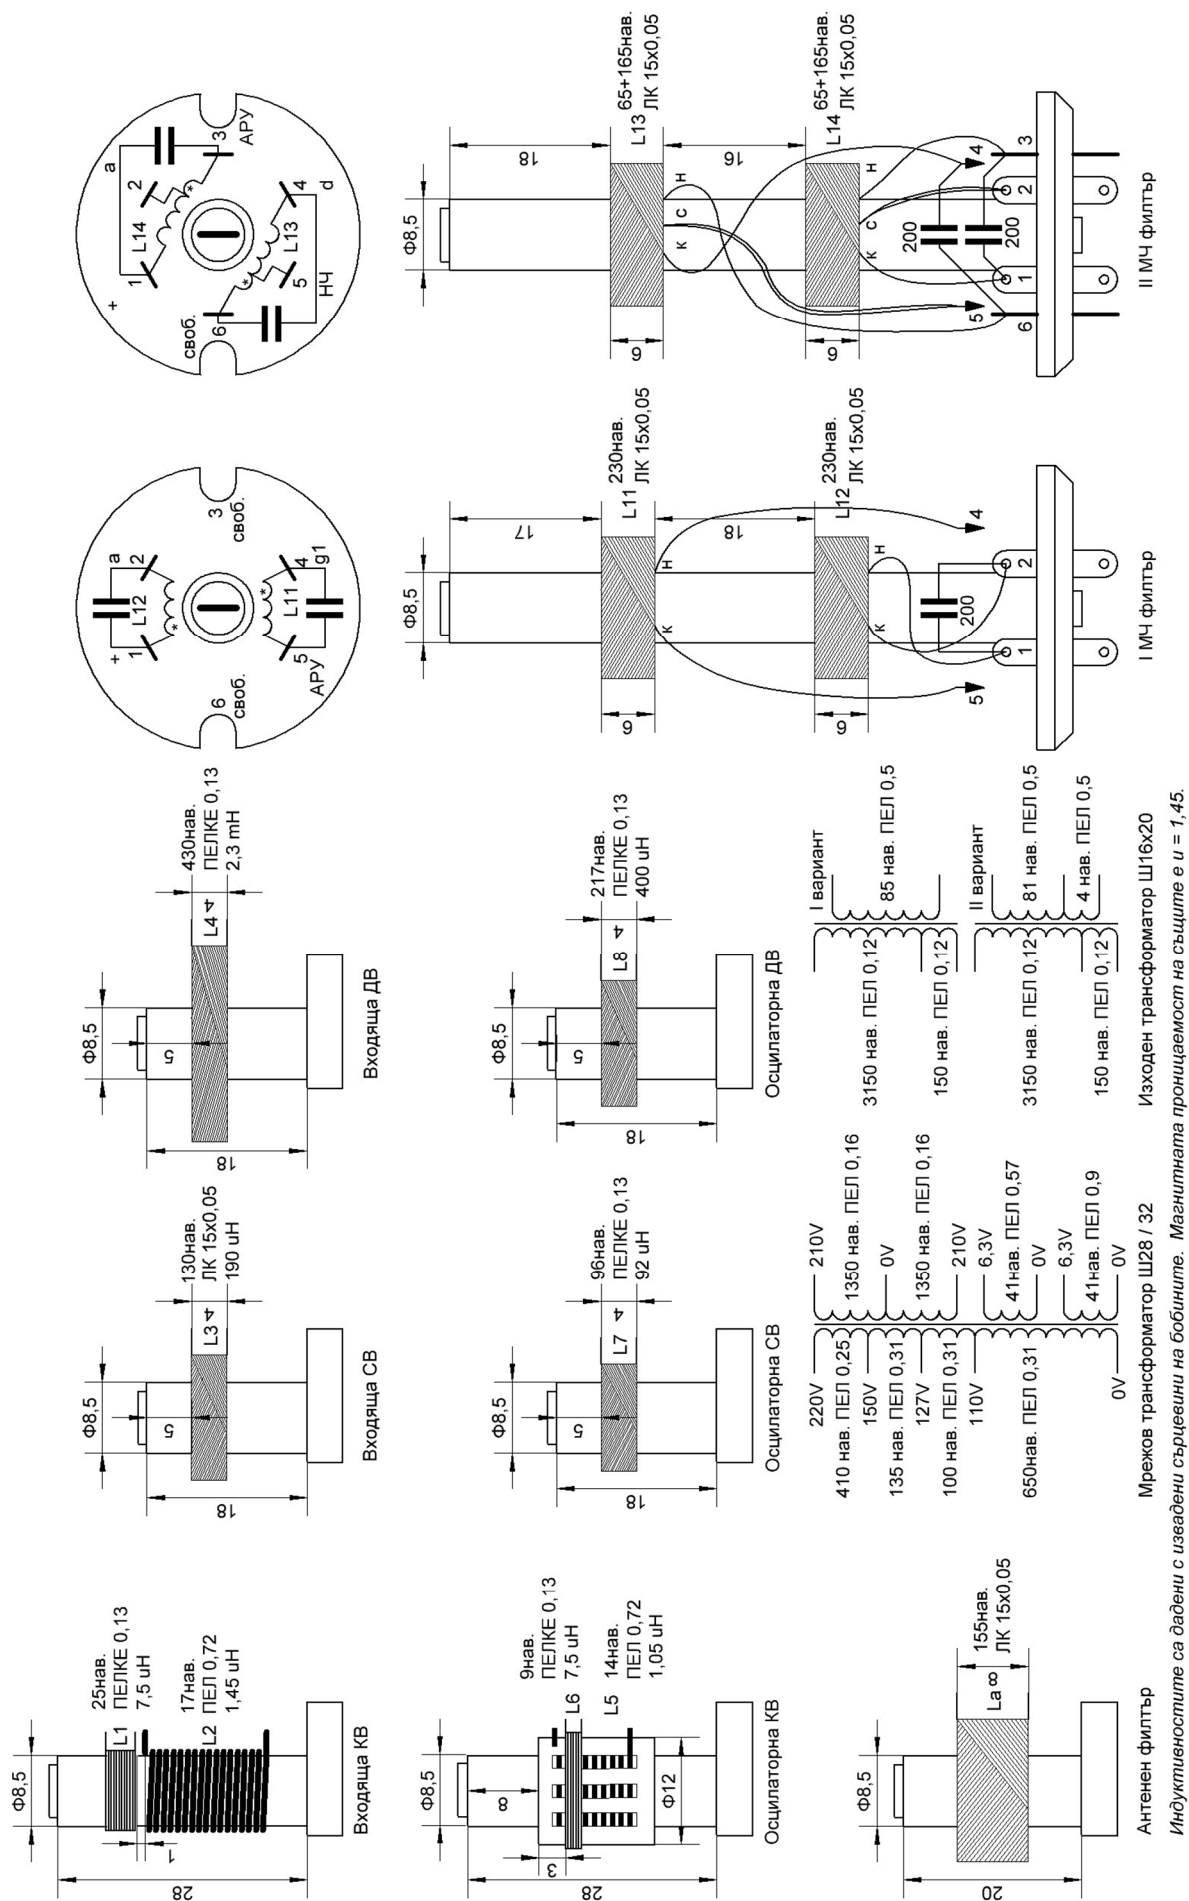 Ф8,5
28
1
25нав.
L1 ПЕЛКЕ 0,13
7,5 uH
17нав.
L2 ПЕЛ 0,72
1,45 uH
Входяща КВ
Ф8,5
18
5
L3 4
130нав.
ЛК 15x0,05
190 uH
Входяща СВ
Ф8,5
18
5
L4 4
430нав.
ПЕЛКЕ 0,13
2,3 mH
Входяща ДВ
6
своб.
3
своб.
+
1
a
2
L12
*
L11
*
5
АРУ
4
g1
своб.
6
+
1
a
2
3
АРУ
L14
*
L13
*
5
НЧ
4
d
Ф8,5
28
8
3
Ф12
9нав.
ПЕЛКЕ 0,13
L6 7,5 uH
L5
14нав.
ПЕЛ 0,72
1,05 uH
Осцилаторна КВ
Ф8,5
18
5
L7 4
96нав.
ПЕЛКЕ 0,13
92 uH
Осцилаторна СВ
Ф8,5
18
5
L8 4
217нав.
ПЕЛКЕ 0,13
400 uH
Осцилаторна ДВ
Ф8,5
17
6
L11 230нав.
ЛК 15x0,05
к
н
18
6
L12 230нав.
ЛК 15x0,05
к
н
5
4
200
1
2
I МЧ филтър
Ф8,5
18
6
L13 65+165нав.
ЛК 15x0,05
к
с
н
16
6
L14 65+165нав.
ЛК 15x0,05
к
с
н
5
4
200
200
6
1
2
3
II МЧ филтър
Ф8,5
20
La 8
155нав.
ЛК 15x0,05
Антенен филтър
220V
410 нав. ПЕЛ 0,25
150V
135 нав. ПЕЛ 0,31
127V
100 нав. ПЕЛ 0,31
110V
650нав. ПЕЛ 0,31
0V
210V
1350 нав. ПЕЛ 0,16
0V
1350 нав. ПЕЛ 0,16
210V
6,3V
41нав. ПЕЛ 0,57
0V
6,3V
41нав. ПЕЛ 0,9
0V
Мрежов трансформатор Ш28 / 32
I вариант
3150 нав. ПЕЛ 0,12
150 нав. ПЕЛ 0,12
85 нав. ПЕЛ 0,5
II вариант
3150 нав. ПЕЛ 0,12
150 нав. ПЕЛ 0,12
81 нав. ПЕЛ 0,5
4 нав. ПЕЛ 0,5
Изходен трансформатор Ш16x20
Индуктивностите са дадени с извадени сърцевини на бобините. Магнитната проницаемост на същите е u = 1,45.